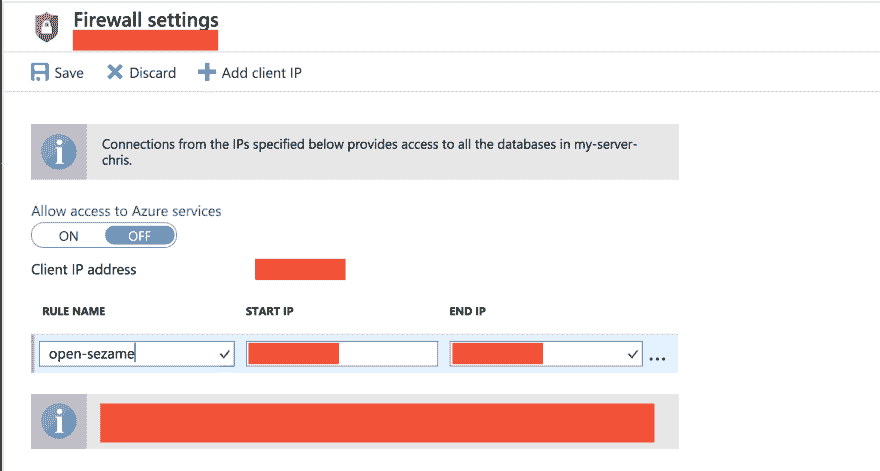 Firewall settings
Save Discard Add client IP
Connections from the IPs specified below provides access to all the databases in my-server-
chris.
Allow access to Azure services
ON OFF
Client IP address
RULE NAME START IP END IP
open-sezame